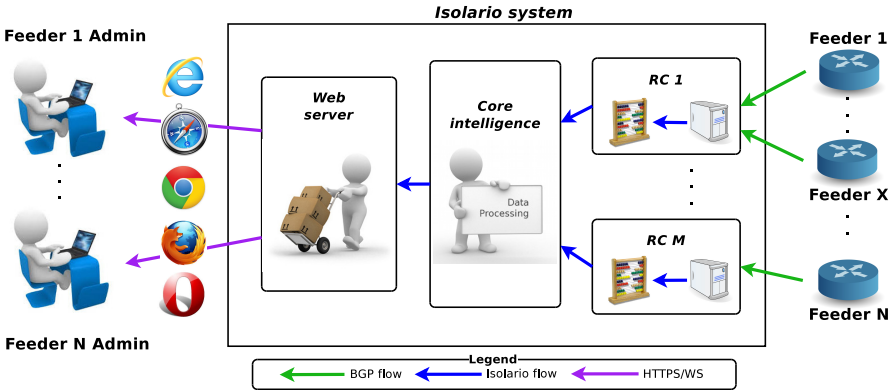 Isolario system
Feeder 1 Admin
Feeder 1
Web
server
Core
intelligence
RC 1
Data
Processing
Feeder X
RC M
Feeder N
Feeder N Admin
Legend
BGP flow
Isolario flow
HTTPS/WS